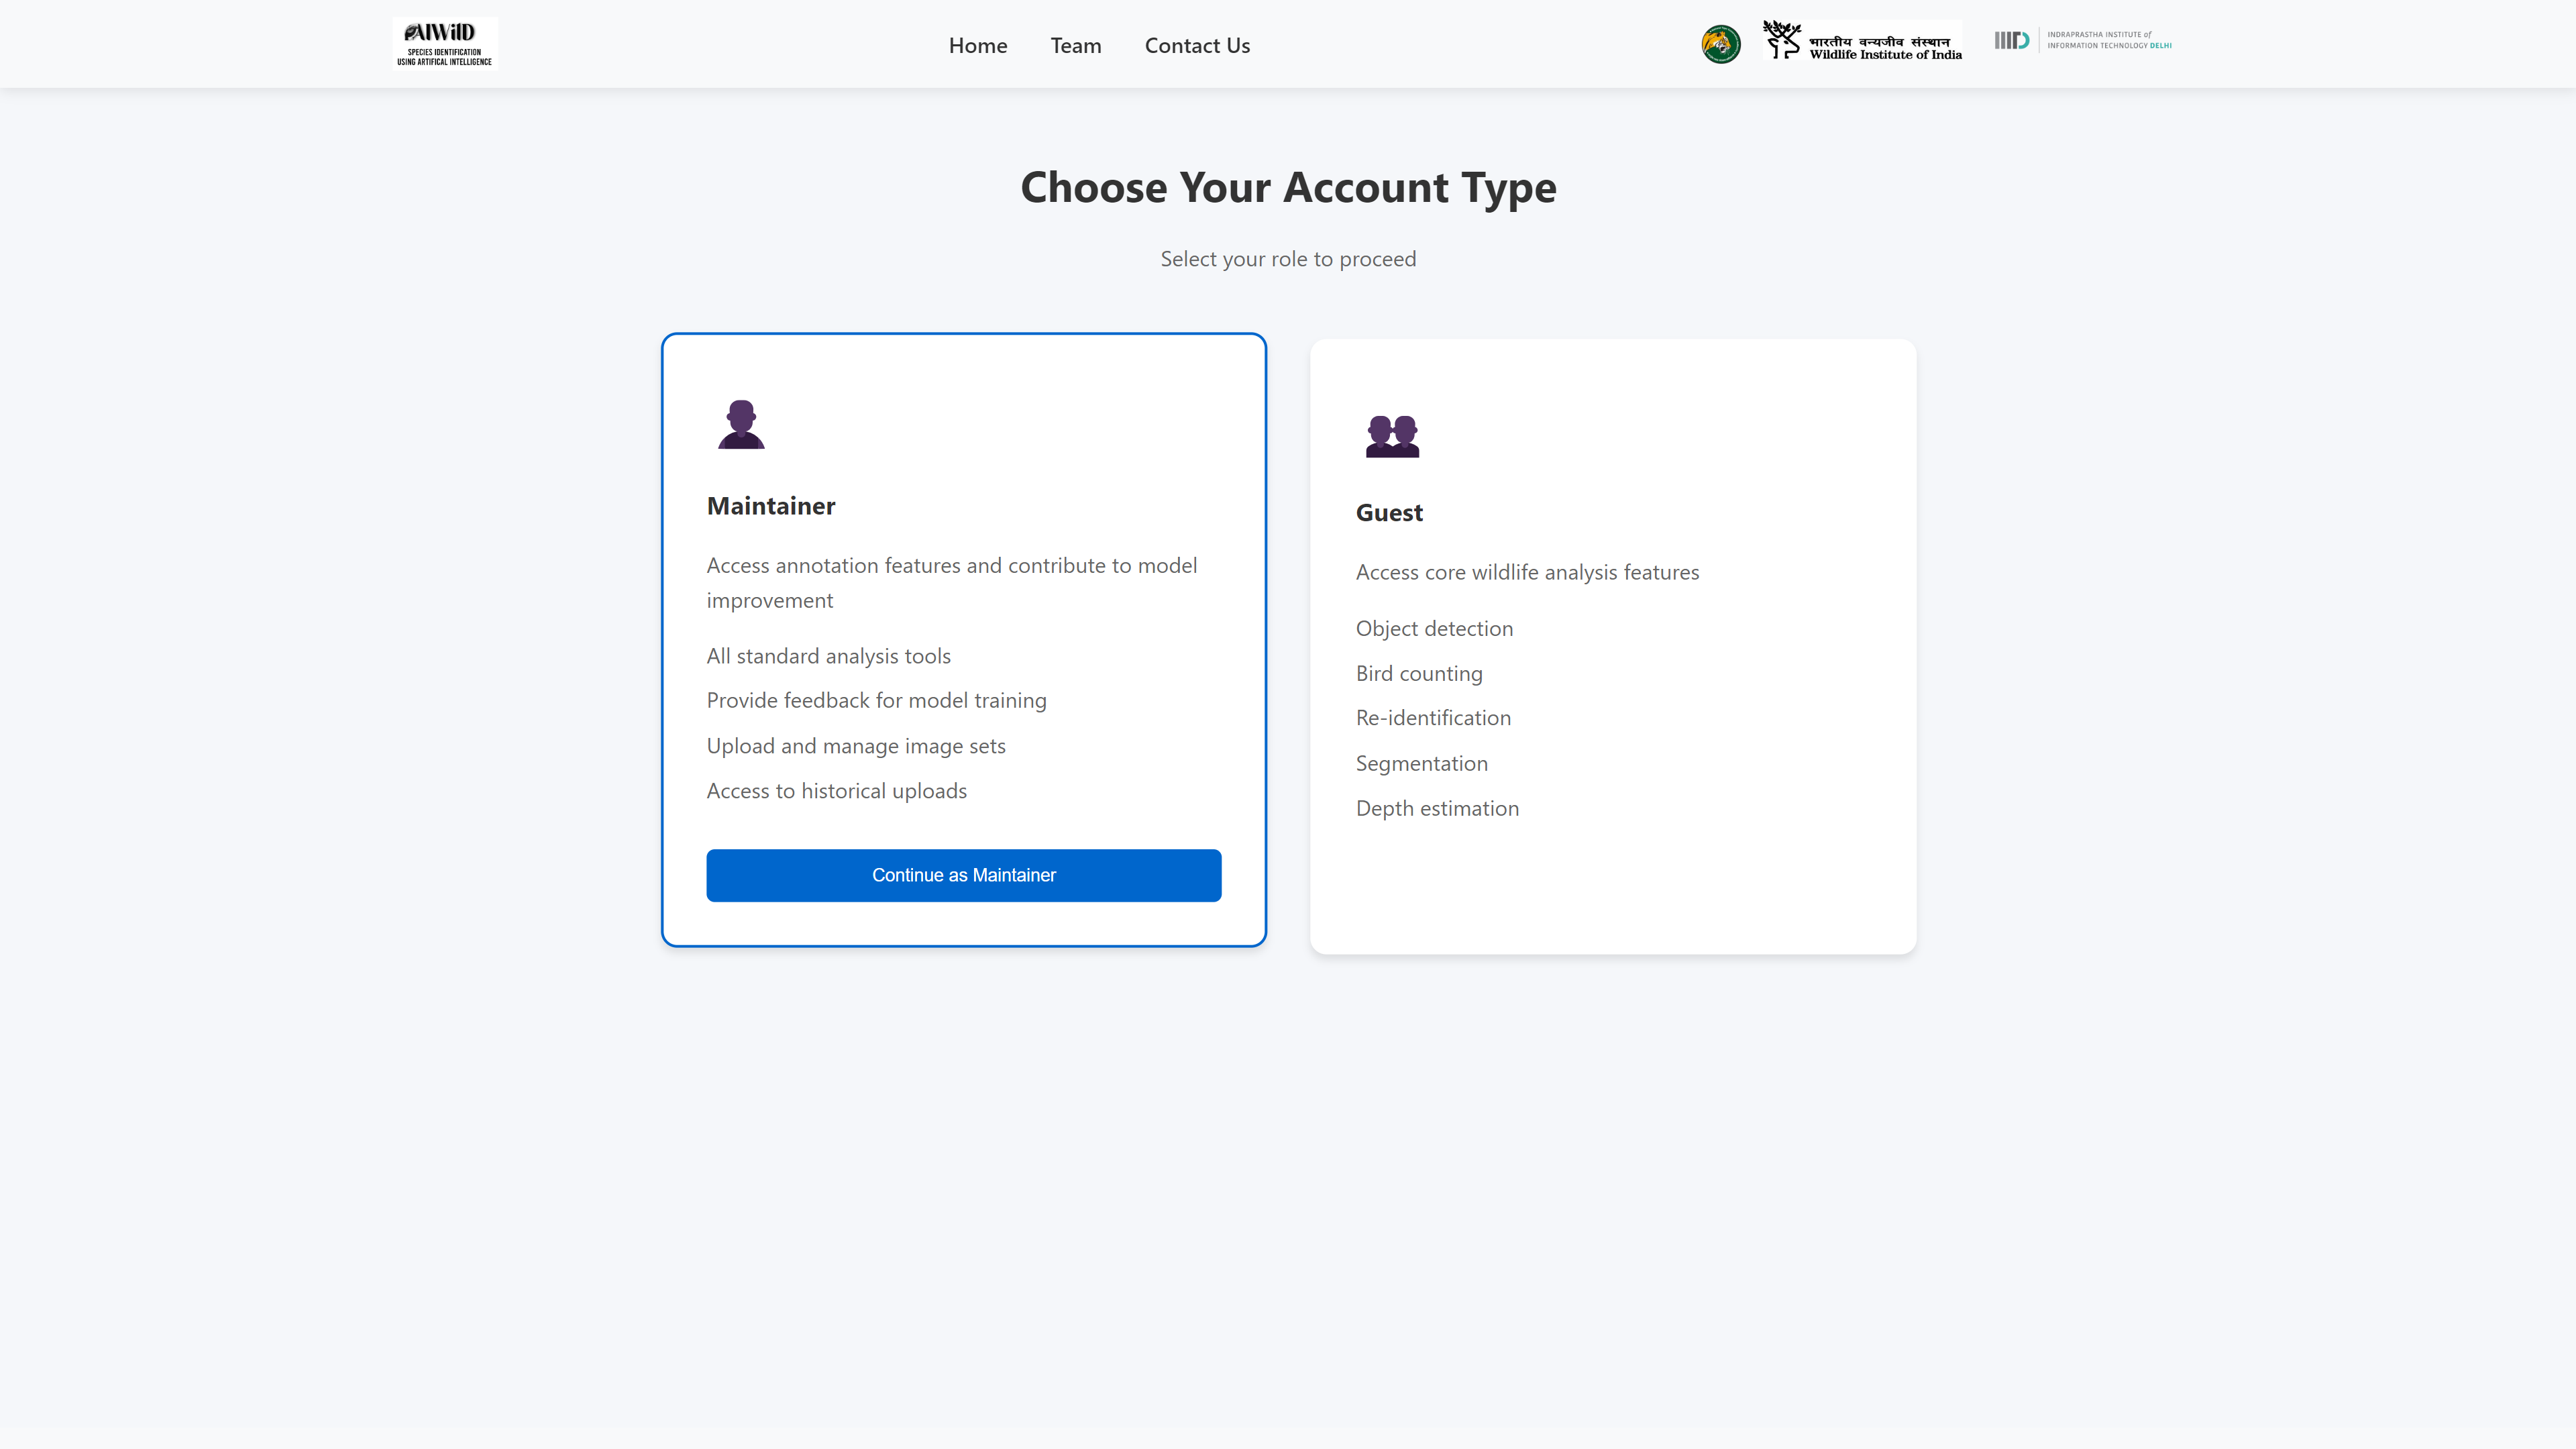 AIWilD
SPECIES IDENTIFICATION
USING ARTIFICAL INTELLIGENCE
Home
Team
Contact Us
भारतीय वन्यजीव संस्थान
Wildlife Institute of India
INDRAPRASTHA INSTITUTE of
INFORMATION TECHNOLOGY DELHI
Choose Your Account Type
Select your role to proceed
Maintainer
Access annotation features and contribute to model
improvement
All standard analysis tools
Provide feedback for model training
Upload and manage image sets
Access to historical uploads
Continue as Maintainer
Guest
Access core wildlife analysis features
Object detection
Bird counting
Re-identification
Segmentation
Depth estimation